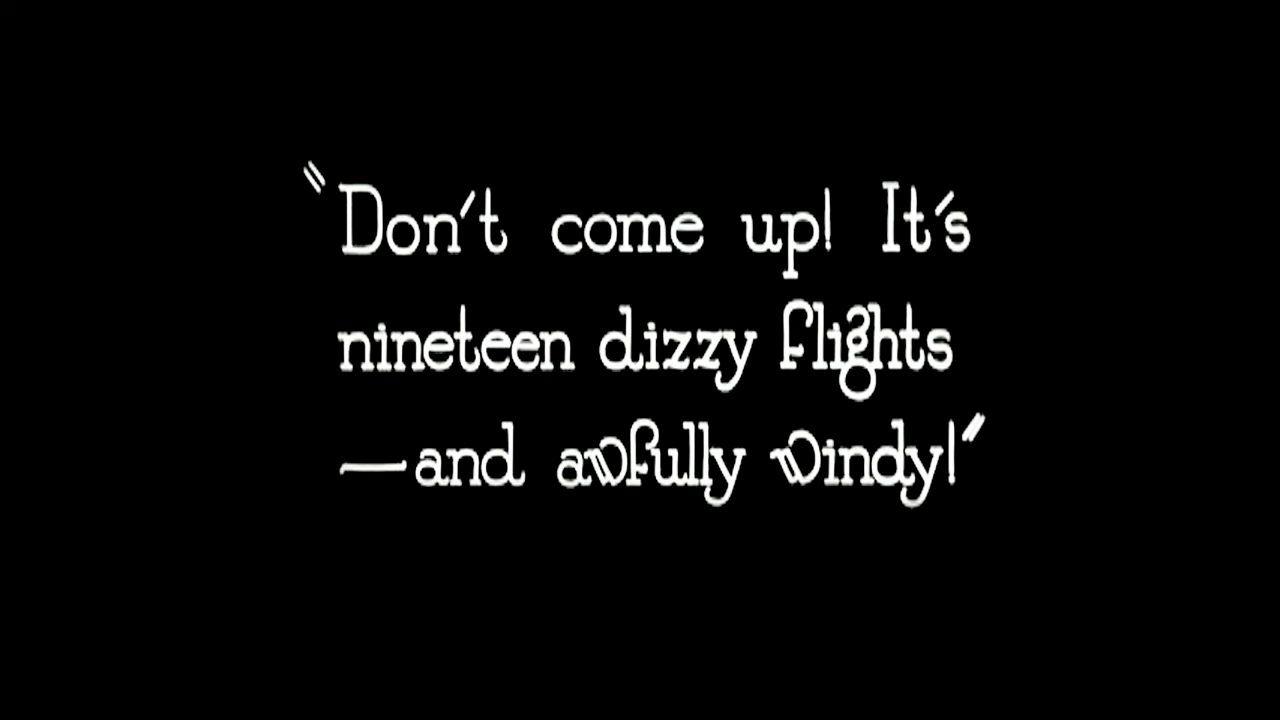 "Don't come up! It's
nineteen dizzy flights
—and awfully windy!"